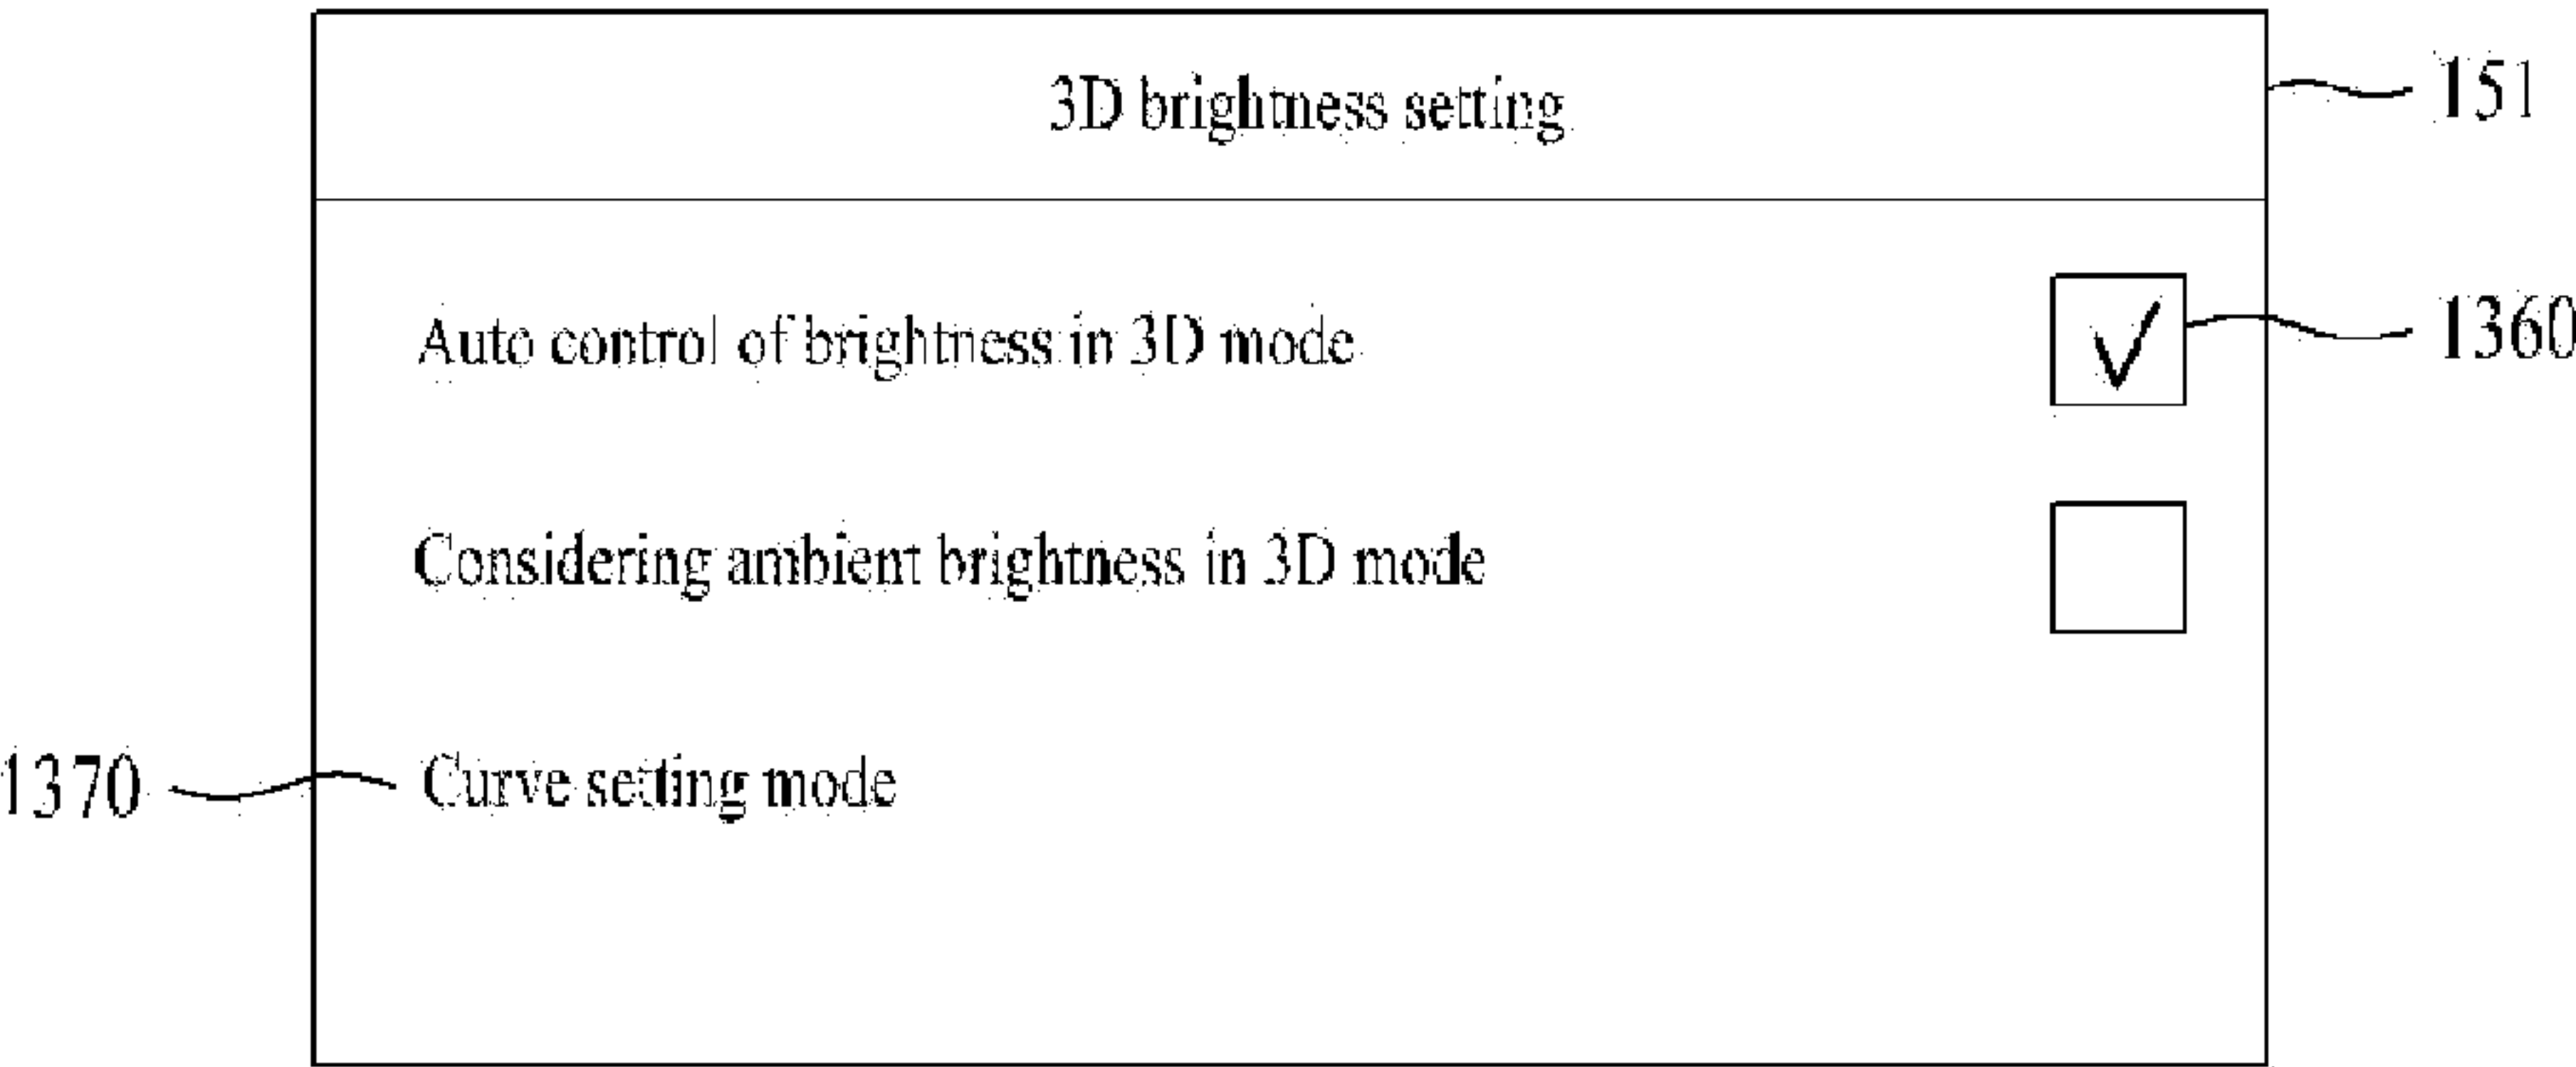 3D brightness setting
151
Auto control of brightness in 3D mode
1360
Considering ambient brightness in 3D mode
1370
Curve setting mode